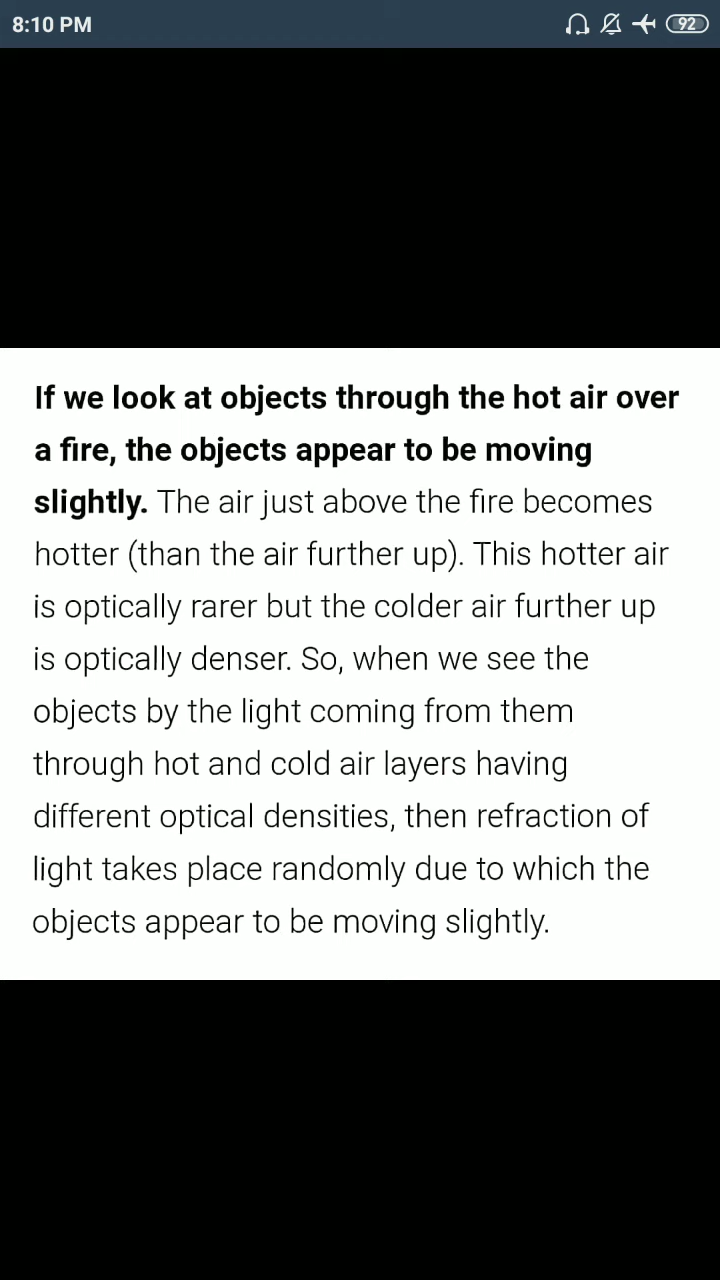 8:10 PM
92
If we look at objects through the hot air over
a fire, the objects appear to be moving
slightly. The air just above the fire becomes
hotter (than the air further up). This hotter air
is optically rarer but the colder air further up
is optically denser. So, when we see the
objects by the light coming from them
through hot and cold air layers having
different optical densities, then refraction of
light takes place randomly due to which the
objects appear to be moving slightly.